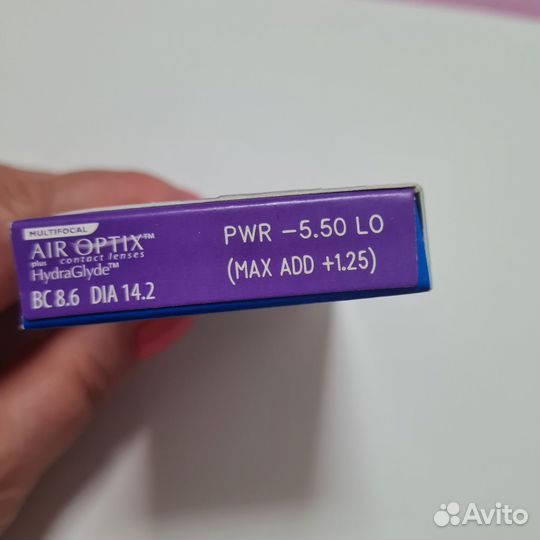 MULTIFOCAL
AIR OPTIX™
plus contact lenses
HydraGlyde™
BC 8.6 DIA 14.2
PWR −5.50 LO
(MAX ADD +1.25)
Avito